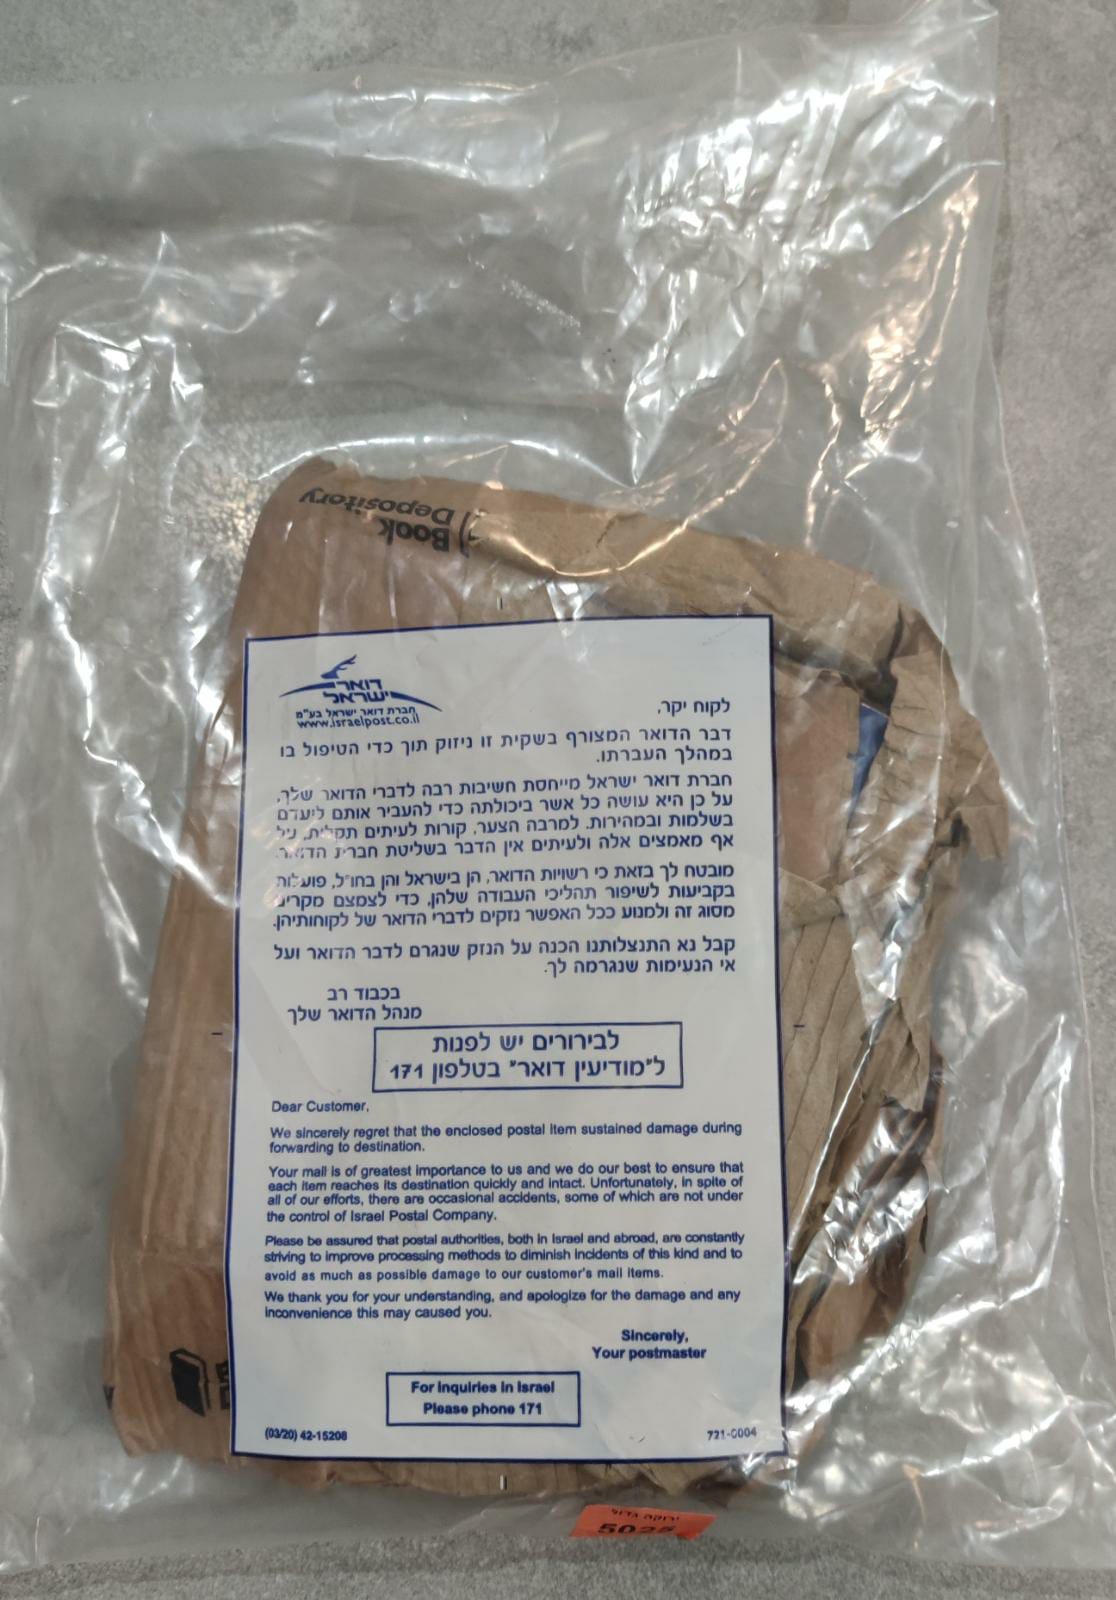 Book
Depository
דואר
ישראל
חברת דואר ישראל בע"מ
www.israelpost.co.il
לקוח יקר,
דבר הדואר המצורף בשקית זו ניזוק תוך כדי הטיפול בו
במהלך העברתו.
חברת דואר ישראל מייחסת חשיבות רבה לדברי הדואר שלך,
על כן היא עושה כל אשר ביכולתה כדי להעביר אותם ליעדם
בשלמות ובמהירות. למרבה הצער, קורות לעיתים תקלות, על
אף מאמצים אלה ולעיתים אין הדבר בשליטת חברת הדואר.
מובטח לך בזאת כי רשויות הדואר, הן בישראל והן בחו"ל, פועלות
בקביעות לשיפור תהליכי העבודה שלהן, כדי לצמצם מקרים
מסוג זה ולמנוע ככל האפשר נזקים לדברי הדואר של לקוחותיהן.
קבל נא התנצלותנו הכנה על הנזק שנגרם לדבר הדואר ועל
אי הנעימות שנגרמה לך.
בכבוד רב
מנהל הדואר שלך
לבירורים יש לפנות
ל"מודיעין דואר" בטלפון 171
Dear Customer,
We sincerely regret that the enclosed postal item sustained damage during
forwarding to destination.
Your mail is of greatest importance to us and we do our best to ensure that
each item reaches its destination quickly and intact. Unfortunately, in spite of
all of our efforts, there are occasional accidents, some of which are not under
the control of Israel Postal Company.
Please be assured that postal authorities, both in Israel and abroad, are constantly
striving to improve processing methods to diminish incidents of this kind and to
avoid as much as possible damage to our customer's mail items.
We thank you for your understanding, and apologize for the damage and any
inconvenience this may caused you.
Sincerely,
Your postmaster
For inquiries in Israel
Please phone 171
(03/20) 42-15208
721-0004
ירוקה גדול
5025